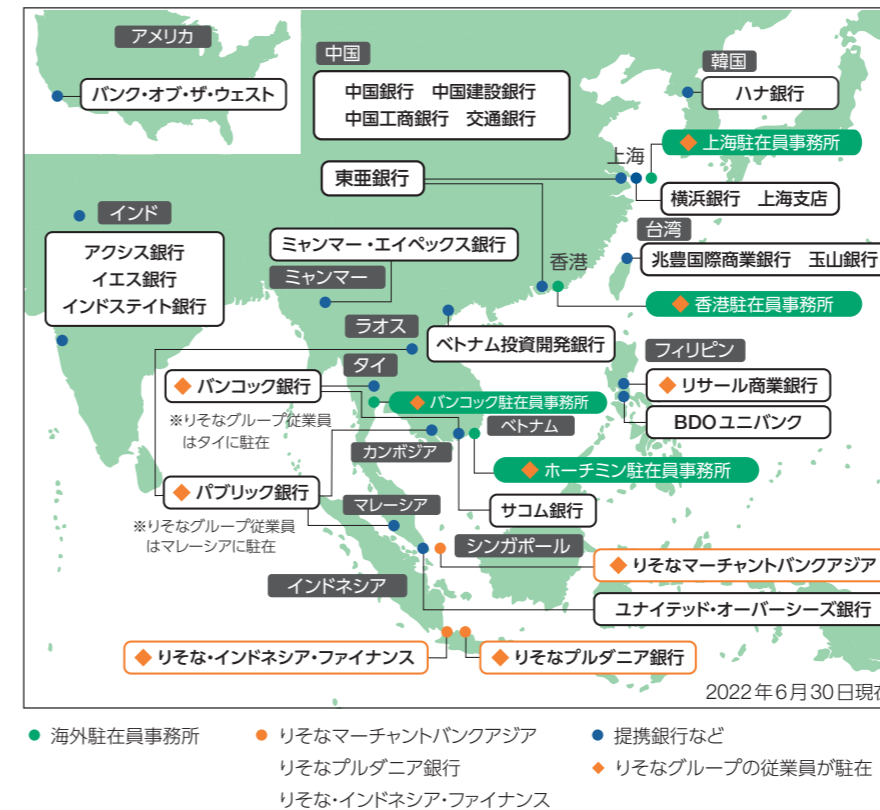 アメリカ
バンク・オブ・ザ・ウェスト
中国
中国銀行 中国建設銀行
中国工商銀行 交通銀行
韓国
ハナ銀行
上海
◆ 上海駐在員事務所
東亜銀行
横浜銀行 上海支店
インド
アクシス銀行
イエス銀行
インドステイト銀行
ミャンマー・エイペックス銀行
ミャンマー
台湾
兆豊国際商業銀行 玉山銀行
香港
◆ 香港駐在員事務所
ラオス
ベトナム投資開発銀行
フィリピン
タイ
◆ バンコック銀行
※りそなグループ従業員
はタイに駐在
◆ バンコック駐在員事務所
◆ リサール商業銀行
BDOユニバンク
ベトナム
カンボジア
◆ ホーチミン駐在員事務所
◆ パブリック銀行
※りそなグループ従業員
はマレーシアに駐在
マレーシア
サコム銀行
シンガポール
◆ りそなマーチャントバンクアジア
インドネシア
ユナイテッド・オーバーシーズ銀行
◆ りそな・インドネシア・ファイナンス
◆ りそなプルダニア銀行
2022年6月30日現在
● 海外駐在員事務所
● りそなマーチャントバンクアジア
りそなプルダニア銀行
りそな・インドネシア・ファイナンス
● 提携銀行など
◆ りそなグループの従業員が駐在